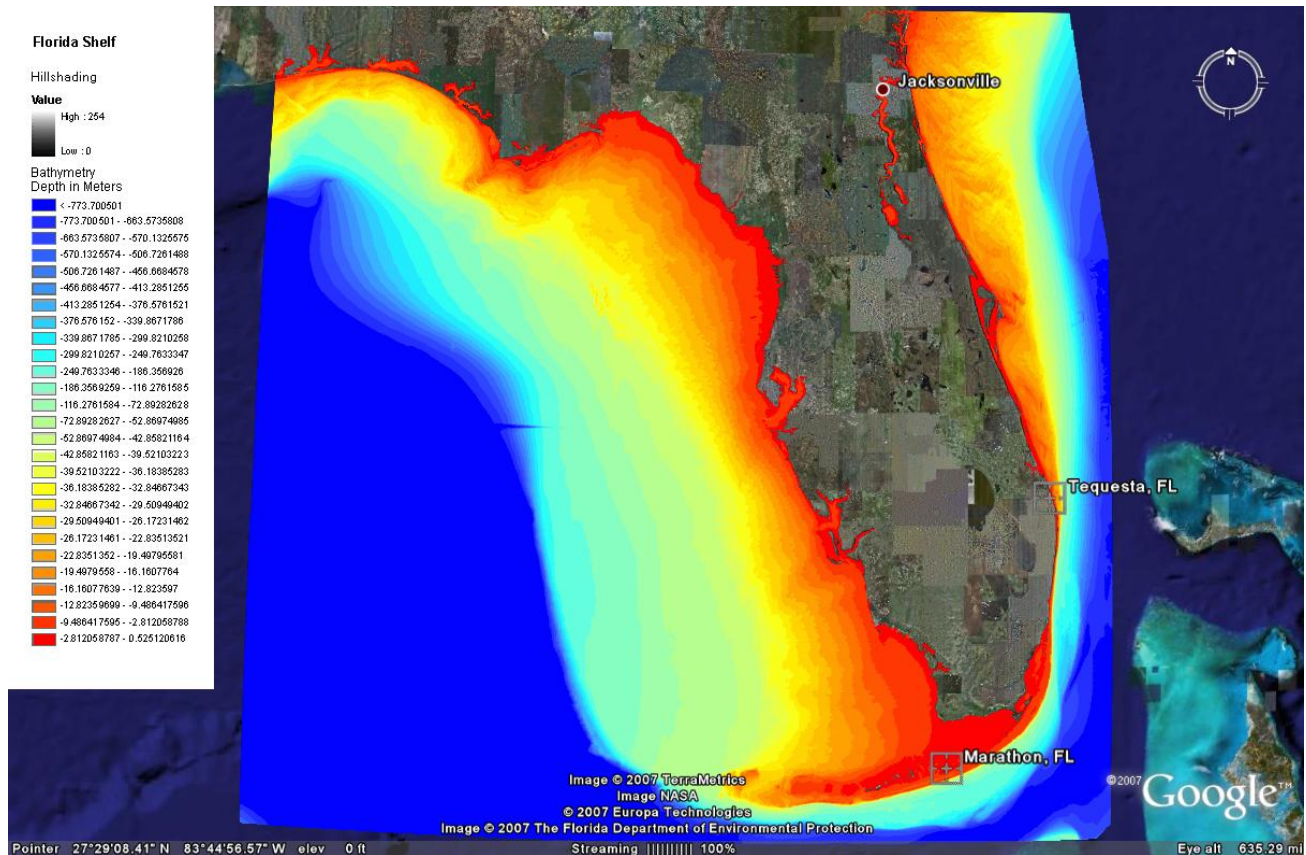 Florida Shelf
Hillshading
Value
High : 254
Low : 0
Bathymetry
Depth in Meters
< -773.700501
-773.700501 - -663.5735808
-663.5735807 - -570.1325575
-570.1325574 - -506.7261488
-506.7261487 - -456.6684578
-456.6684577 - -413.2851255
-413.2851254 - -376.5761521
-376.576152 - -339.8671786
-339.8671785 - -299.8210258
-299.8210257 - -249.7633347
-249.7633346 - -186.356926
-186.3569259 - -116.2761585
-116.2761584 - -72.89282628
-72.89282627 - -52.86974985
-52.86974984 - -42.85821164
-42.85821163 - -39.52103223
-39.52103222 - -36.18385283
-36.18385282 - -32.84667343
-32.84667342 - -29.50949402
-29.50949401 - -26.17231462
-26.17231461 - -22.83513521
-22.8351352 - -19.49795581
-19.4979558 - -16.1607764
-16.16077639 - -12.823597
-12.82359699 - -9.486417596
-9.486417595 - -2.812058788
-2.812058787 - 0.525120616
N
Jacksonville
Tequesta, FL
Marathon, FL
Image © 2007 TerraMetrics
Image NASA
© 2007 Europa Technologies
Image © 2007 The Florida Department of Environmental Protection
©2007 Google™
Pointer 27°29'08.41" N 83°44'56.57" W elev 0 ft Streaming |||||||||| 100% Eye alt 635.29 mi